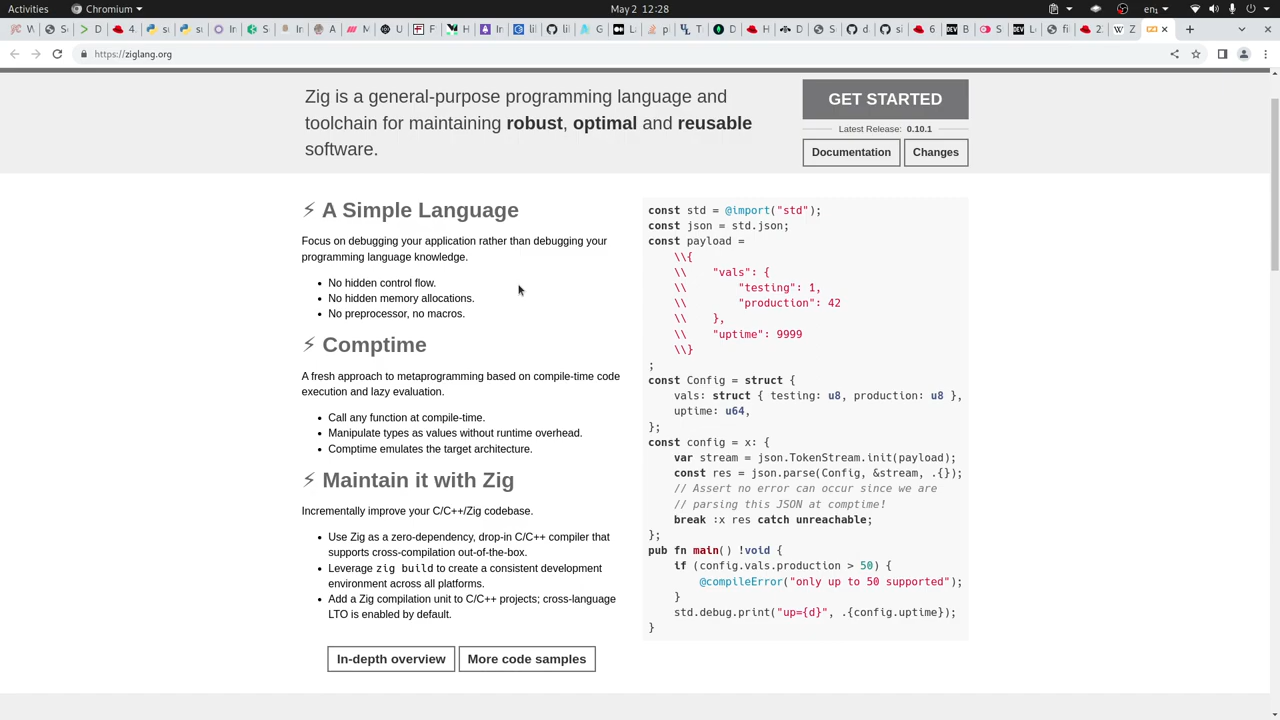 Activities
Chromium
May 2 12:28
en
https://ziglang.org
Zig is a general-purpose programming language and
toolchain for maintaining robust, optimal and reusable
software.
GET STARTED
Latest Release: 0.10.1
Documentation
Changes
⚡ A Simple Language
Focus on debugging your application rather than debugging your
programming language knowledge.
• No hidden control flow.
• No hidden memory allocations.
• No preprocessor, no macros.
⚡ Comptime
A fresh approach to metaprogramming based on compile-time code
execution and lazy evaluation.
• Call any function at compile-time.
• Manipulate types as values without runtime overhead.
• Comptime emulates the target architecture.
⚡ Maintain it with Zig
Incrementally improve your C/C++/Zig codebase.
• Use Zig as a zero-dependency, drop-in C/C++ compiler that
supports cross-compilation out-of-the-box.
• Leverage zig build to create a consistent development
environment across all platforms.
• Add a Zig compilation unit to C/C++ projects; cross-language
LTO is enabled by default.
In-depth overview
More code samples
const std = @import("std");
const json = std.json;
const payload =
    \\{
    \\    "vals": {
    \\        "testing": 1,
    \\        "production": 42
    \\    },
    \\    "uptime": 9999
    \\}
;
const Config = struct {
    vals: struct { testing: u8, production: u8 },
    uptime: u64,
};
const config = x: {
    var stream = json.TokenStream.init(payload);
    const res = json.parse(Config, &stream, .{});
    // Assert no error can occur since we are
    // parsing this JSON at comptime!
    break :x res catch unreachable;
};
pub fn main() !void {
    if (config.vals.production > 50) {
        @compileError("only up to 50 supported");
    }
    std.debug.print("up={d}", .{config.uptime});
}